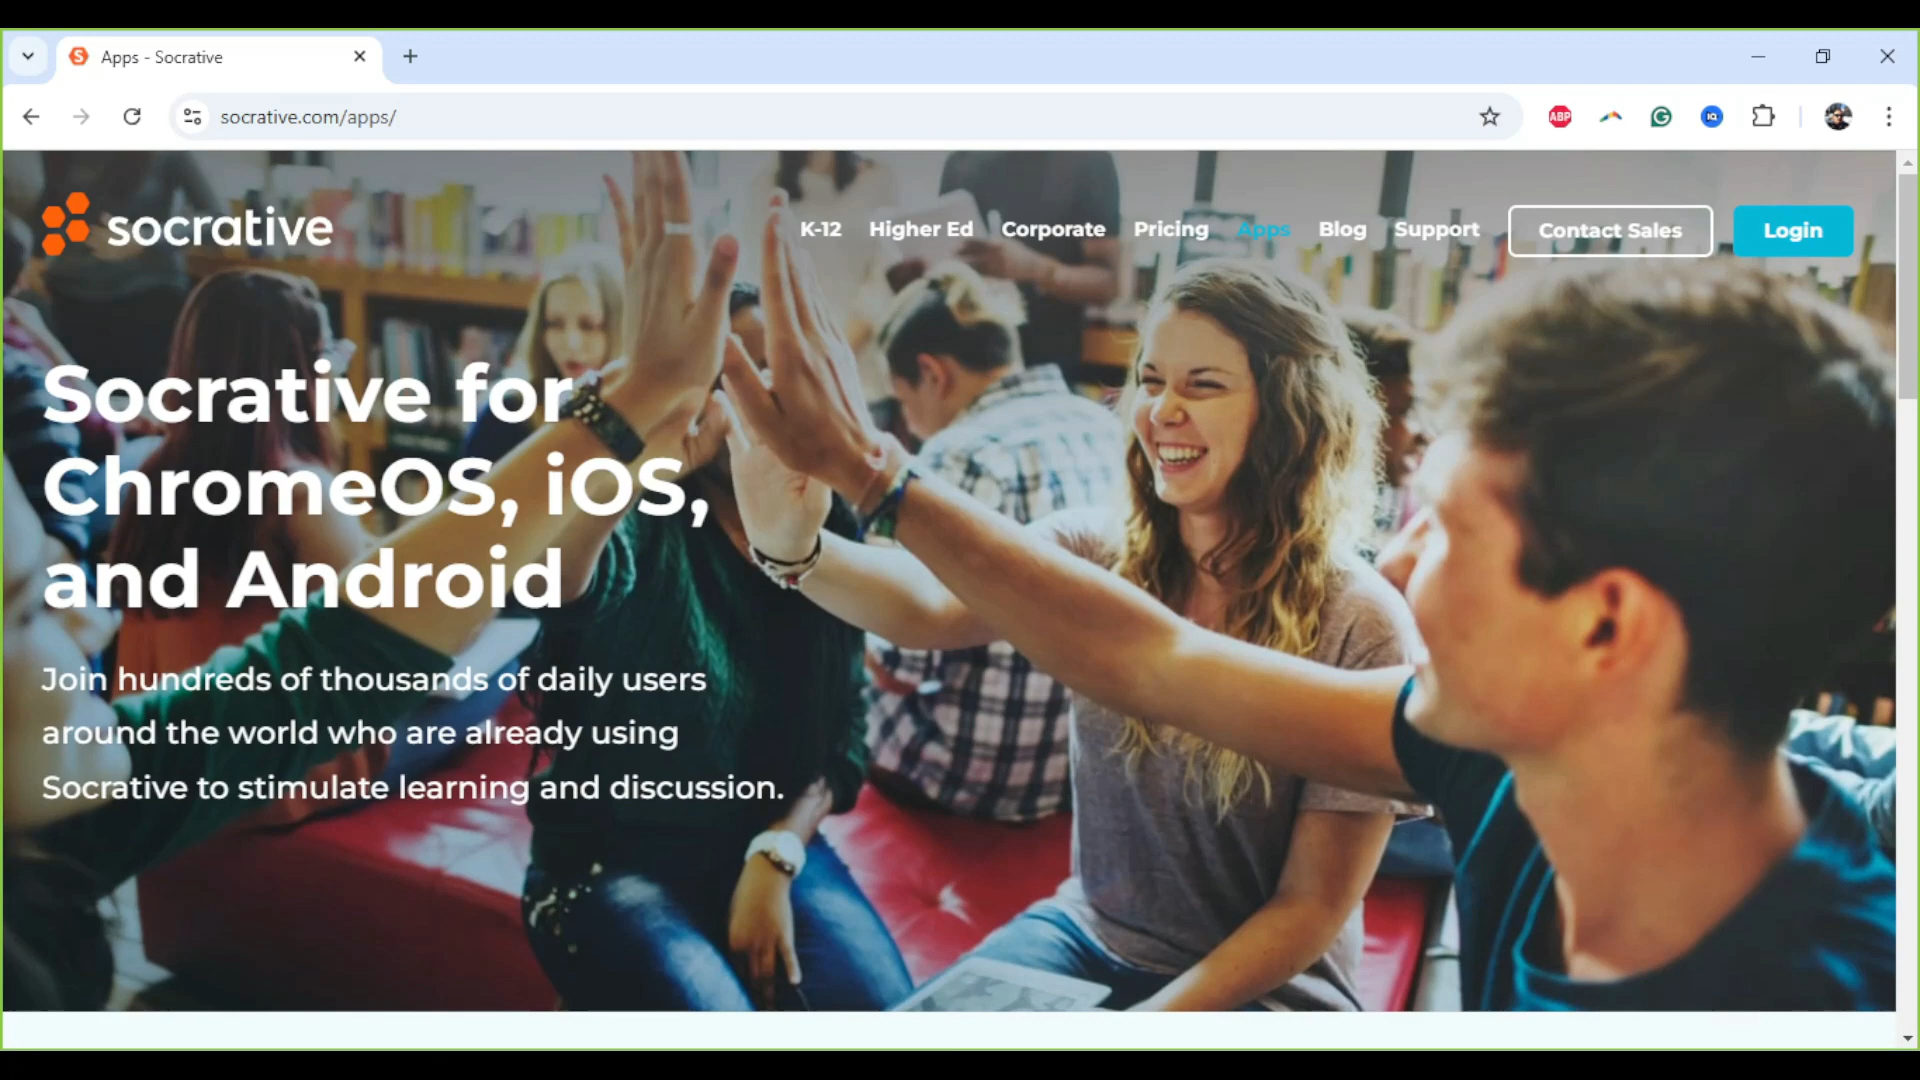 Apps - Socrative
socrative.com/apps/
ABP
socrative
K-12 Higher Ed Corporate Pricing Apps Blog Support Contact Sales Login
Socrative for
ChromeOS, iOS,
and Android
Join hundreds of thousands of daily users
around the world who are already using
Socrative to stimulate learning and discussion.